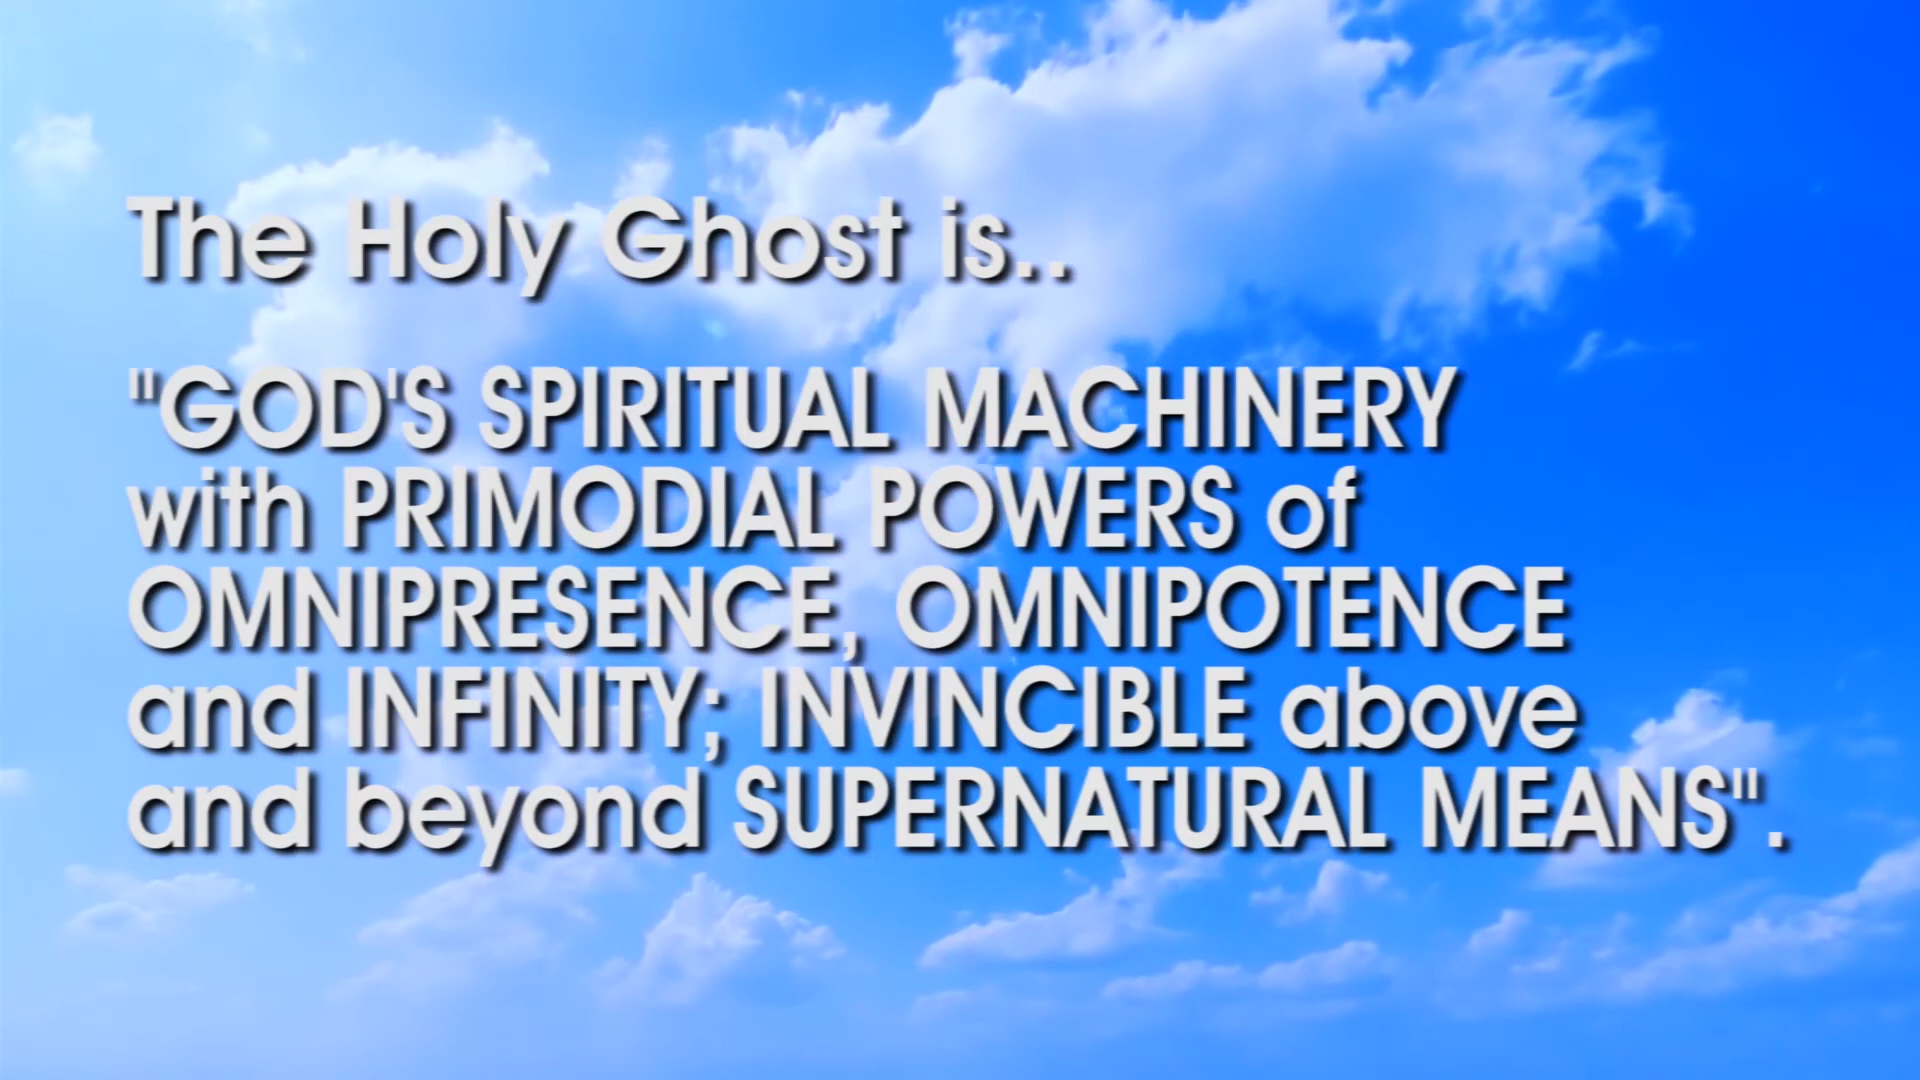 The Holy Ghost is..
"GOD'S SPIRITUAL MACHINERY
with PRIMODIAL POWERS of
OMNIPRESENCE, OMNIPOTENCE
and INFINITY; INVINCIBLE above
and beyond SUPERNATURAL MEANS".